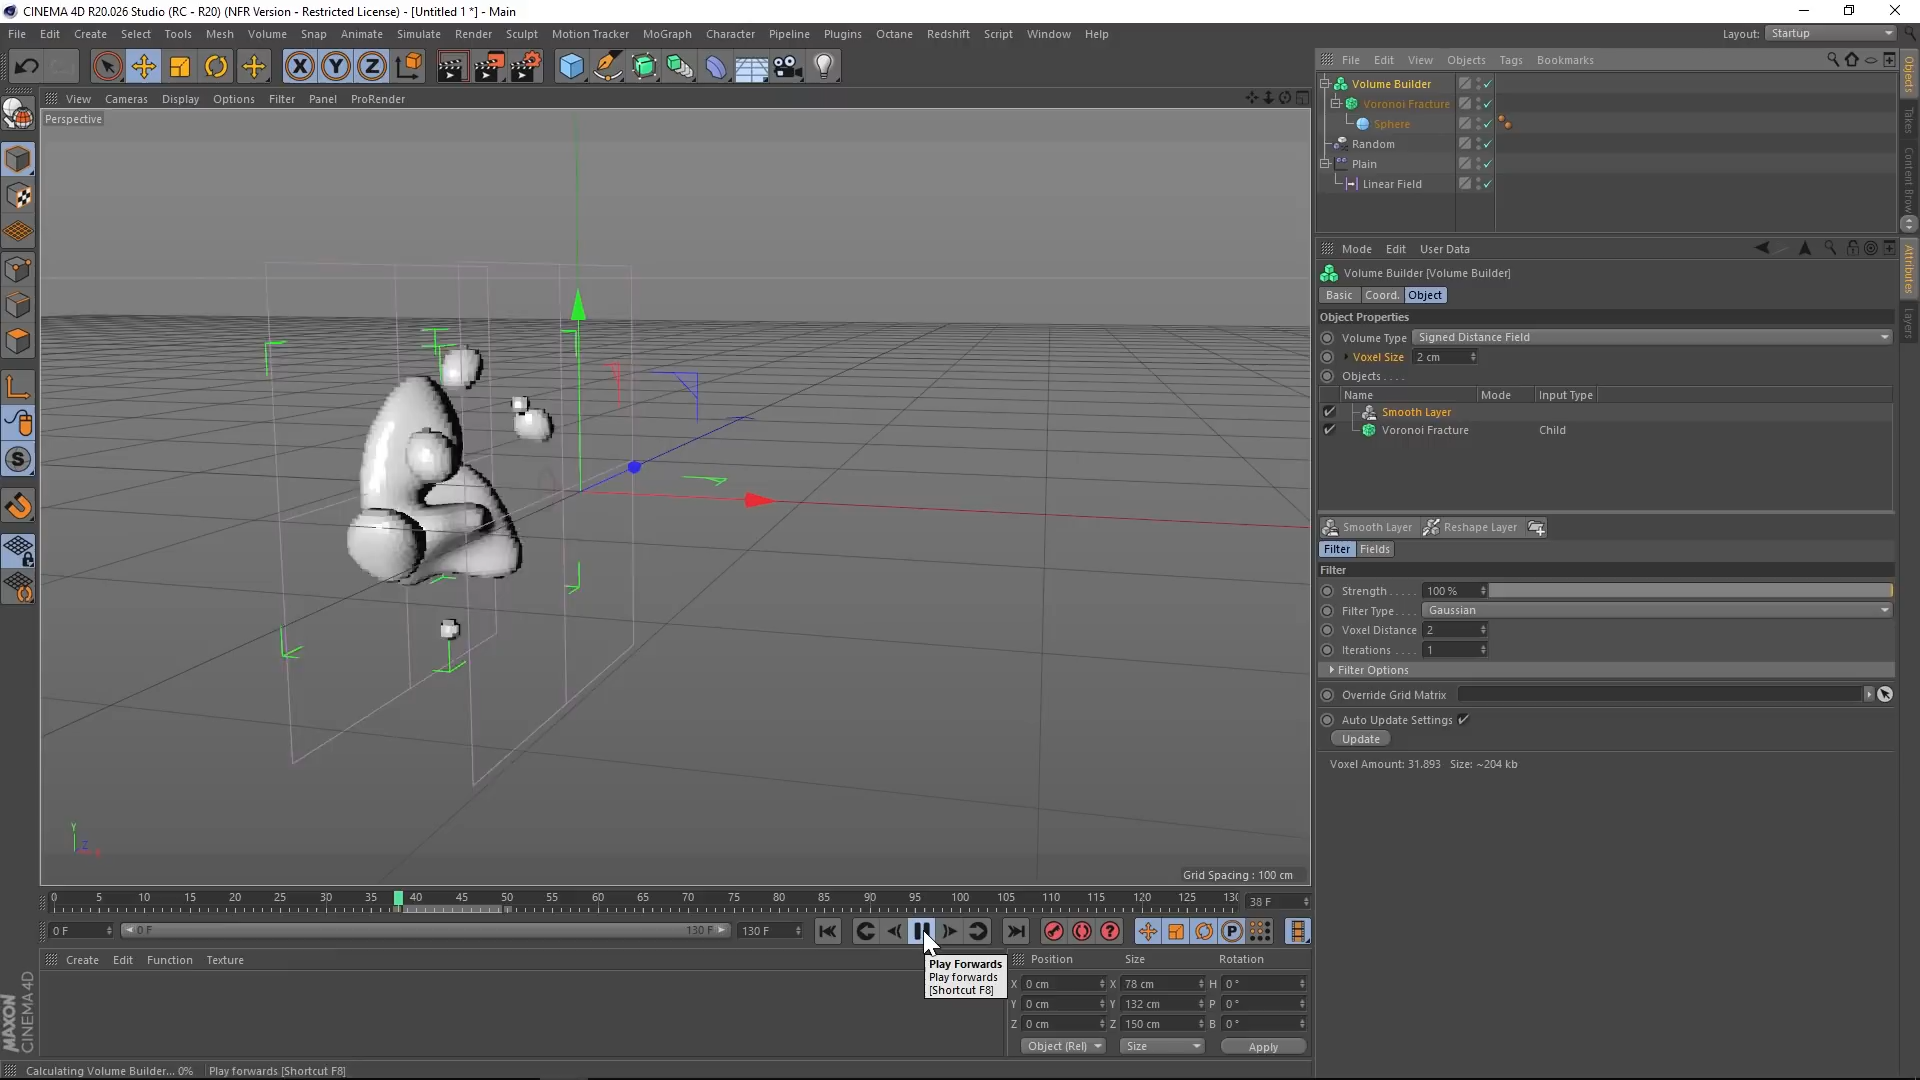 CINEMA 4D R20.026 Studio (RC - R20) (NFR Version - Restricted License) - [Untitled 1 *] - Main
File Edit Create Select Tools Mesh Volume Snap Animate Simulate Render Sculpt Motion Tracker MoGraph Character Pipeline Plugins Octane Redshift Script Window Help
Layout: Startup
X Y Z
View Cameras Display Options Filter Panel ProRender
Perspective
S
Y
Z
X
Grid Spacing : 100 cm
0 5 10 15 20 25 30 35 40 45 50 55 60 65 70 75 80 85 90 95 100 105 110 115 120 125 130
38 F
0 F
0 F
130 F
130 F
P
Play Forwards
Play forwards
[Shortcut F8]
Create Edit Function Texture
Position Size Rotation
X 0 cm X 78 cm H 0 °
Y 0 cm Y 132 cm P 0 °
Z 0 cm Z 150 cm B 0 °
Object (Rel) Size Apply
MAXON
CINEMA 4D
Calculating Volume Builder... 0% Play forwards [Shortcut F8]
File Edit View Objects Tags Bookmarks
Volume Builder
Voronoi Fracture
Sphere
Random
Plain
Linear Field
Objects
Takes
Content Brow
Attributes
Layers
Mode Edit User Data
Volume Builder [Volume Builder]
Basic Coord. Object
Object Properties
Volume Type Signed Distance Field
Voxel Size 2 cm
Objects . . . .
Name Mode Input Type
Smooth Layer
Voronoi Fracture Child
Smooth Layer Reshape Layer
Filter Fields
Filter
Strength . . . . . 100 %
Filter Type . . . . Gaussian
Voxel Distance 2
Iterations . . . . 1
Filter Options
Override Grid Matrix
Auto Update Settings
Update
Voxel Amount: 31.893 Size: ~204 kb